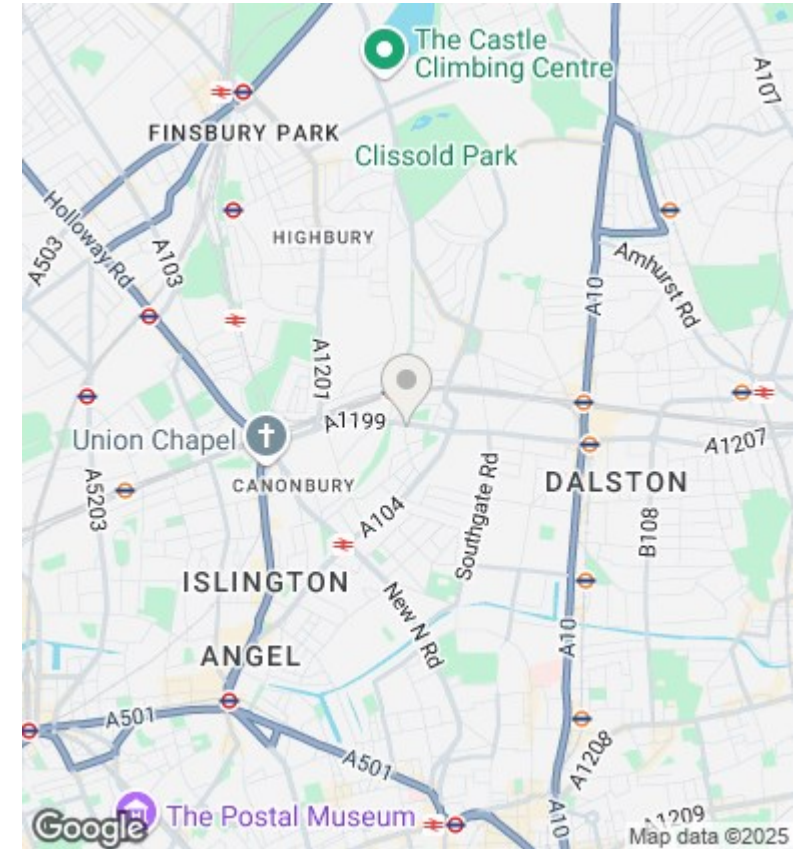 The Castle
Climbing Centre
A107
FINSBURY PARK
Clissold Park
Holloway Rd
A103
A503
HIGHBURY
Amhurst Rd
A10
A1201
A1199
Union Chapel
A1207
CANONBURY
A5203
A104
Southgate Rd
DALSTON
B108
ISLINGTON
New N Rd
ANGEL
A10
A501
A501
A1208
The Postal Museum
A10
A1209
Google
Map data ©2025